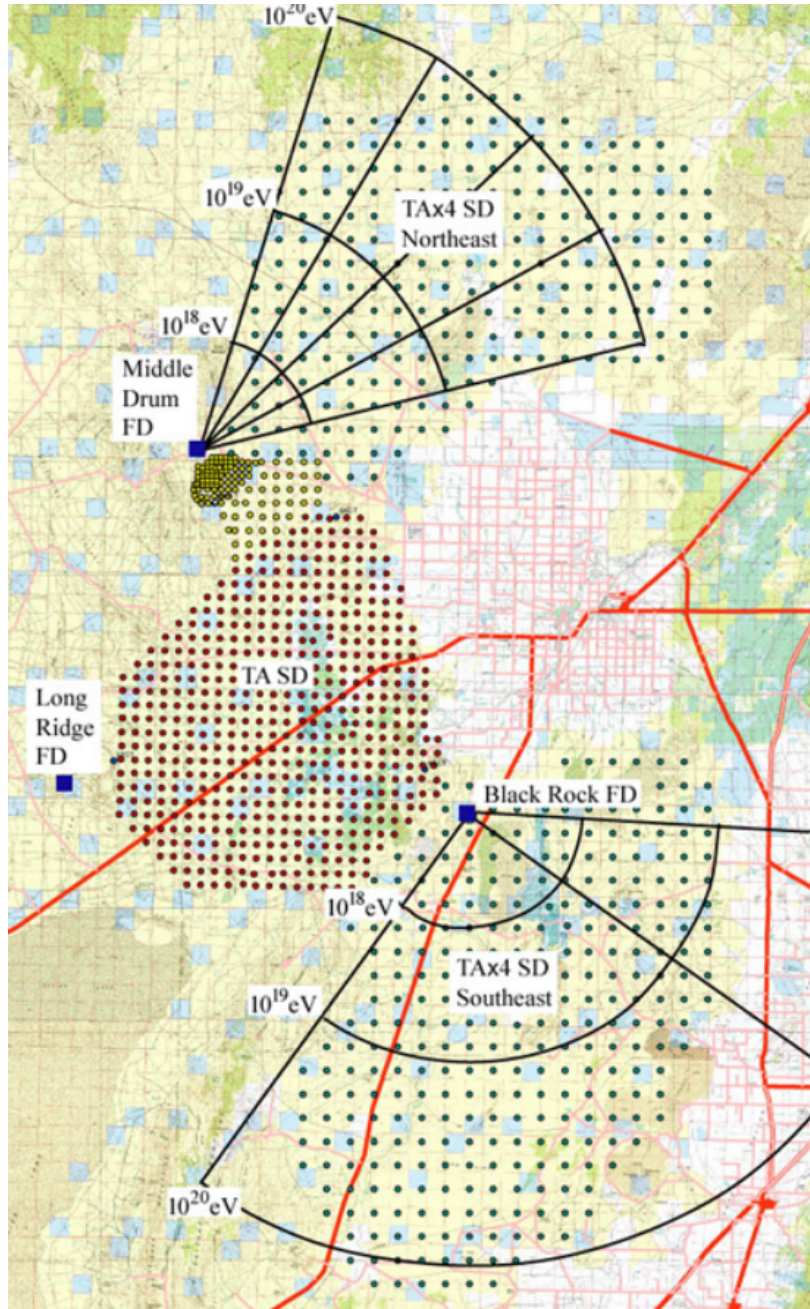 10²⁰eV
10¹⁹eV
TAx4 SD
Northeast
10¹⁸eV
Middle
Drum
FD
TA SD
Long
Ridge
FD
Black Rock FD
10¹⁸eV
TAx4 SD
Southeast
10¹⁹eV
10²⁰eV